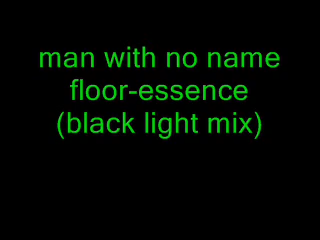 man with no name
floor-essence
(black light mix)